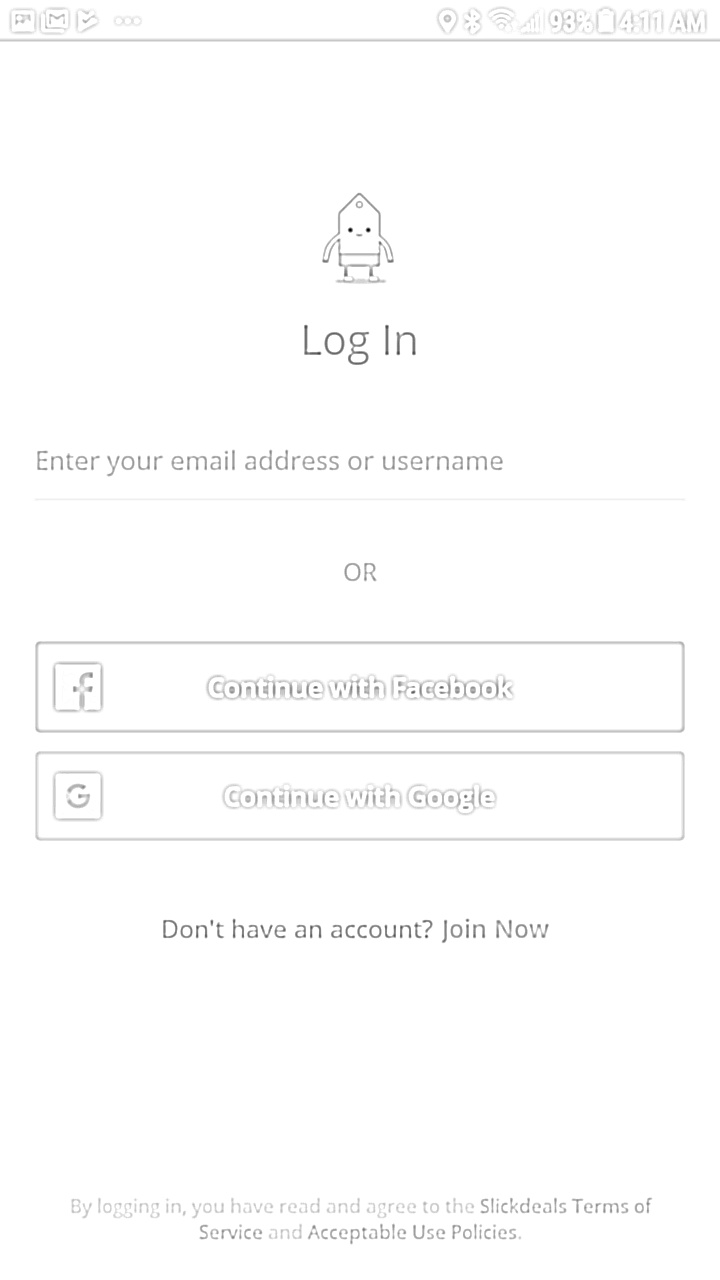 93% 4:11 AM
Log In
Enter your email address or username
OR
f Continue with Facebook
G Continue with Google
Don't have an account? Join Now
By logging in, you have read and agree to the Slickdeals Terms of
Service and Acceptable Use Policies.